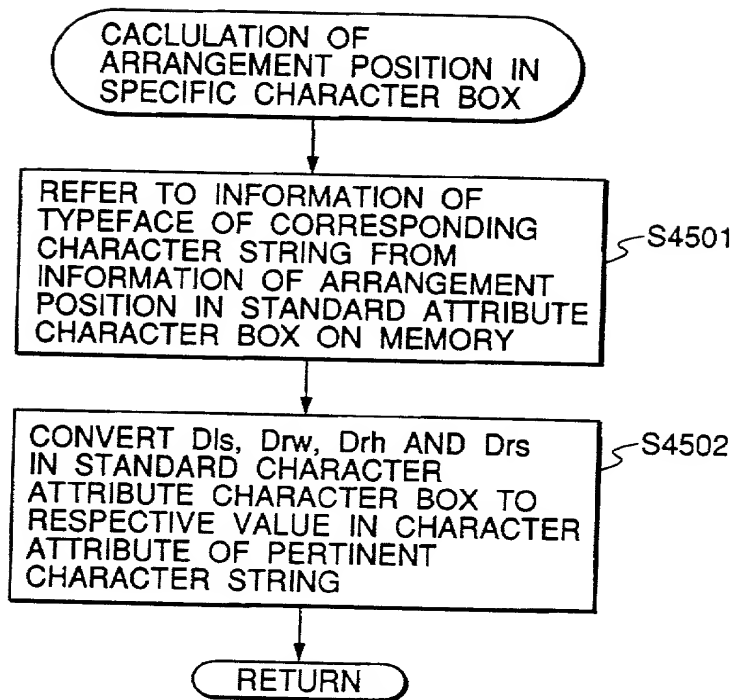 CACLULATION OF
ARRANGEMENT POSITION IN
SPECIFIC CHARACTER BOX
REFER TO INFORMATION OF
TYPEFACE OF CORRESPONDING
CHARACTER STRING FROM
INFORMATION OF ARRANGEMENT
POSITION IN STANDARD ATTRIBUTE
CHARACTER BOX ON MEMORY
S4501
CONVERT Dls, Drw, Drh AND Drs
IN STANDARD CHARACTER
ATTRIBUTE CHARACTER BOX TO
RESPECTIVE VALUE IN CHARACTER
ATTRIBUTE OF PERTINENT
CHARACTER STRING
S4502
RETURN